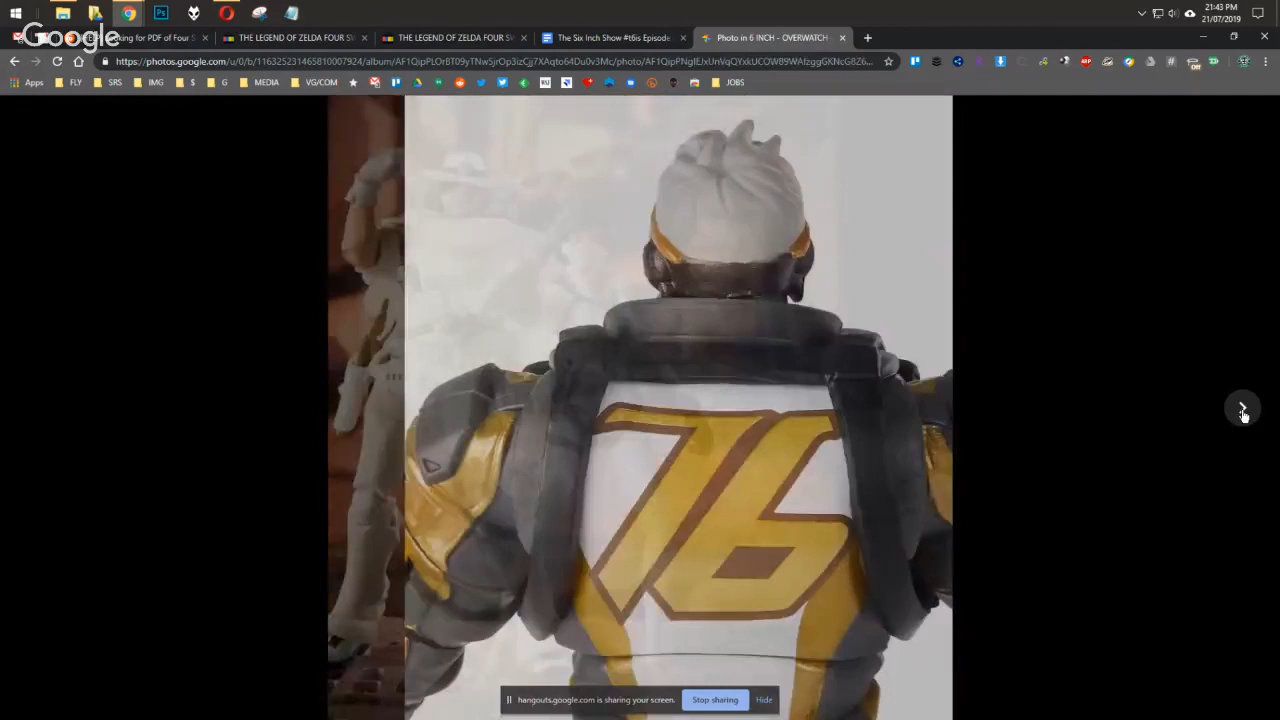 21:43
21/07/2019
Google
THE LEGEND OF ZELDA FOUR SW
THE LEGEND OF ZELDA FOUR SW
The Six Inch Show #t6is Episode
Photo in 6 INCH - OVERWATCH
Apps
FLY
SRS
IMG
$
G
MEDIA
VG/COM
JOBS
76
hangouts.google.com is sharing your screen.
Stop sharing
Hide